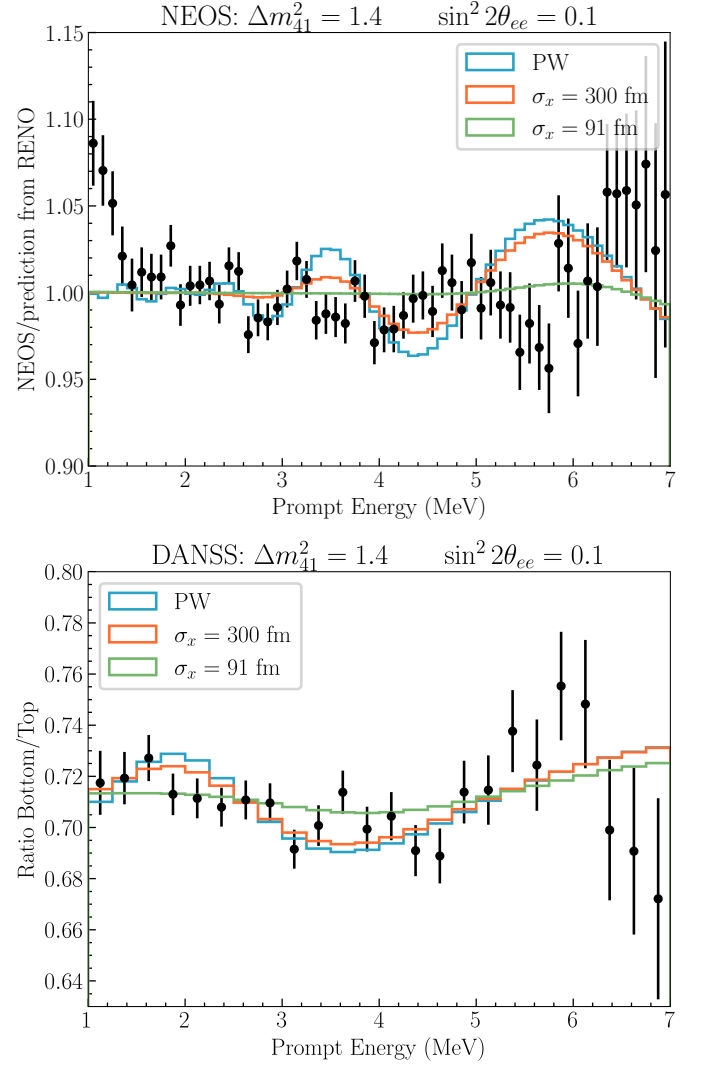 NEOS: Δm²₄₁ = 1.4 sin² 2θₑₑ = 0.1
1.15
1.10
1.05
1.00
0.95
0.90
NEOS/prediction from RENO
PW
σₓ = 300 fm
σₓ = 91 fm
1 2 3 4 5 6 7
Prompt Energy (MeV)
DANSS: Δm²₄₁ = 1.4 sin² 2θₑₑ = 0.1
0.80
0.78
0.76
0.74
0.72
0.70
0.68
0.66
0.64
Ratio Bottom/Top
PW
σₓ = 300 fm
σₓ = 91 fm
1 2 3 4 5 6 7
Prompt Energy (MeV)